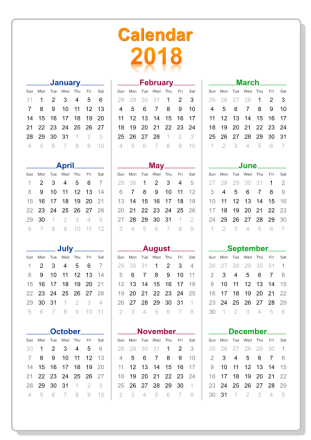 Calendar
2018
January
Sun Mon Tue Wed Thu Fri Sat
31 1 2 3 4 5 6
7 8 9 10 11 12 13
14 15 16 17 18 19 20
21 22 23 24 25 26 27
28 29 30 31 1 2 3
4 5 6 7 8 9 10
February
Sun Mon Tue Wed Thu Fri Sat
28 29 30 31 1 2 3
4 5 6 7 8 9 10
11 12 13 14 15 16 17
18 19 20 21 22 23 24
25 26 27 28 1 2 3
4 5 6 7 8 9 10
March
Sun Mon Tue Wed Thu Fri Sat
25 26 27 28 1 2 3
4 5 6 7 8 9 10
11 12 13 14 15 16 17
18 19 20 21 22 23 24
25 26 27 28 29 30 31
1 2 3 4 5 6 7
April
Sun Mon Tue Wed Thu Fri Sat
1 2 3 4 5 6 7
8 9 10 11 12 13 14
15 16 17 18 19 20 21
22 23 24 25 26 27 28
29 30 1 2 3 4 5
6 7 8 9 10 11 12
May
Sun Mon Tue Wed Thu Fri Sat
29 30 1 2 3 4 5
6 7 8 9 10 11 12
13 14 15 16 17 18 19
20 21 22 23 24 25 26
27 28 29 30 31 1 2
3 4 5 6 7 8 9
June
Sun Mon Tue Wed Thu Fri Sat
27 28 29 30 31 1 2
3 4 5 6 7 8 9
10 11 12 13 14 15 16
17 18 19 20 21 22 23
24 25 26 27 28 29 30
1 2 3 4 5 6 7
July
Sun Mon Tue Wed Thu Fri Sat
1 2 3 4 5 6 7
8 9 10 11 12 13 14
15 16 17 18 19 20 21
22 23 24 25 26 27 28
29 30 31 1 2 3 4
5 6 7 8 9 10 11
August
Sun Mon Tue Wed Thu Fri Sat
29 30 31 1 2 3 4
5 6 7 8 9 10 11
12 13 14 15 16 17 18
19 20 21 22 23 24 25
26 27 28 29 30 31 1
2 3 4 5 6 7 8
September
Sun Mon Tue Wed Thu Fri Sat
26 27 28 29 30 31 1
2 3 4 5 6 7 8
9 10 11 12 13 14 15
16 17 18 19 20 21 22
23 24 25 26 27 28 29
30 1 2 3 4 5 6
October
Sun Mon Tue Wed Thu Fri Sat
30 1 2 3 4 5 6
7 8 9 10 11 12 13
14 15 16 17 18 19 20
21 22 23 24 25 26 27
28 29 30 31 1 2 3
4 5 6 7 8 9 10
November
Sun Mon Tue Wed Thu Fri Sat
28 29 30 31 1 2 3
4 5 6 7 8 9 10
11 12 13 14 15 16 17
18 19 20 21 22 23 24
25 26 27 28 29 30 1
2 3 4 5 6 7 8
December
Sun Mon Tue Wed Thu Fri Sat
25 26 27 28 29 30 1
2 3 4 5 6 7 8
9 10 11 12 13 14 15
16 17 18 19 20 21 22
23 24 25 26 27 28 29
30 31 1 2 3 4 5